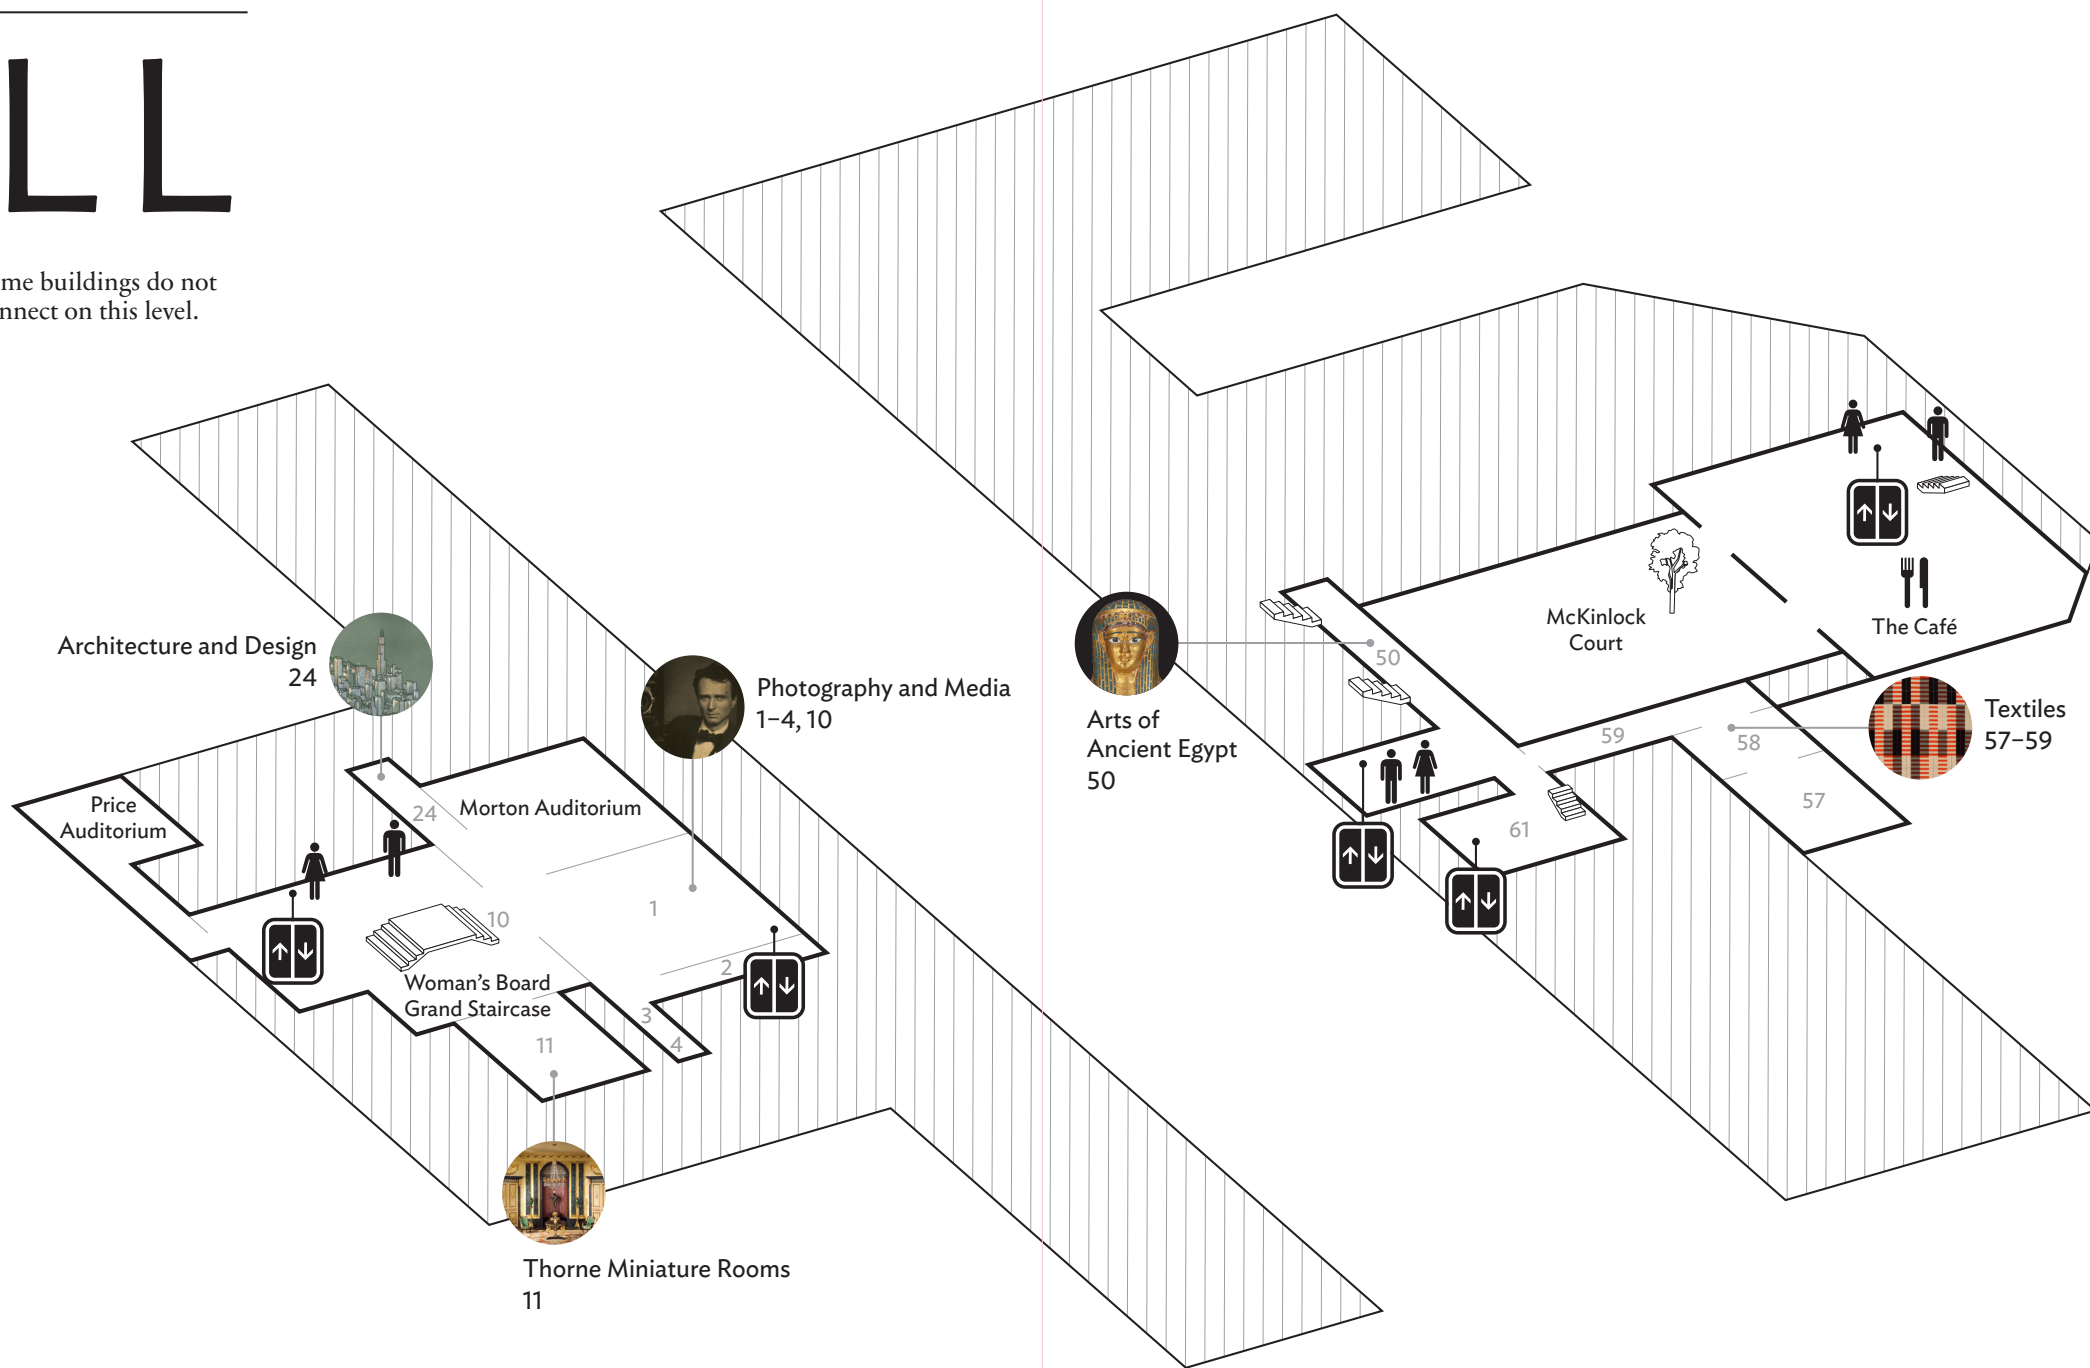 LL
me buildings do not
nnect on this level.
Architecture and Design
24
Photography and Media
1–4, 10
Arts of
Ancient Egypt
50
Textiles
57–59
Thorne Miniature Rooms
11
Price
Auditorium
24
Morton Auditorium
10
1
2
3
4
11
Woman's Board
Grand Staircase
50
McKinlock
Court
The Café
59
58
57
61